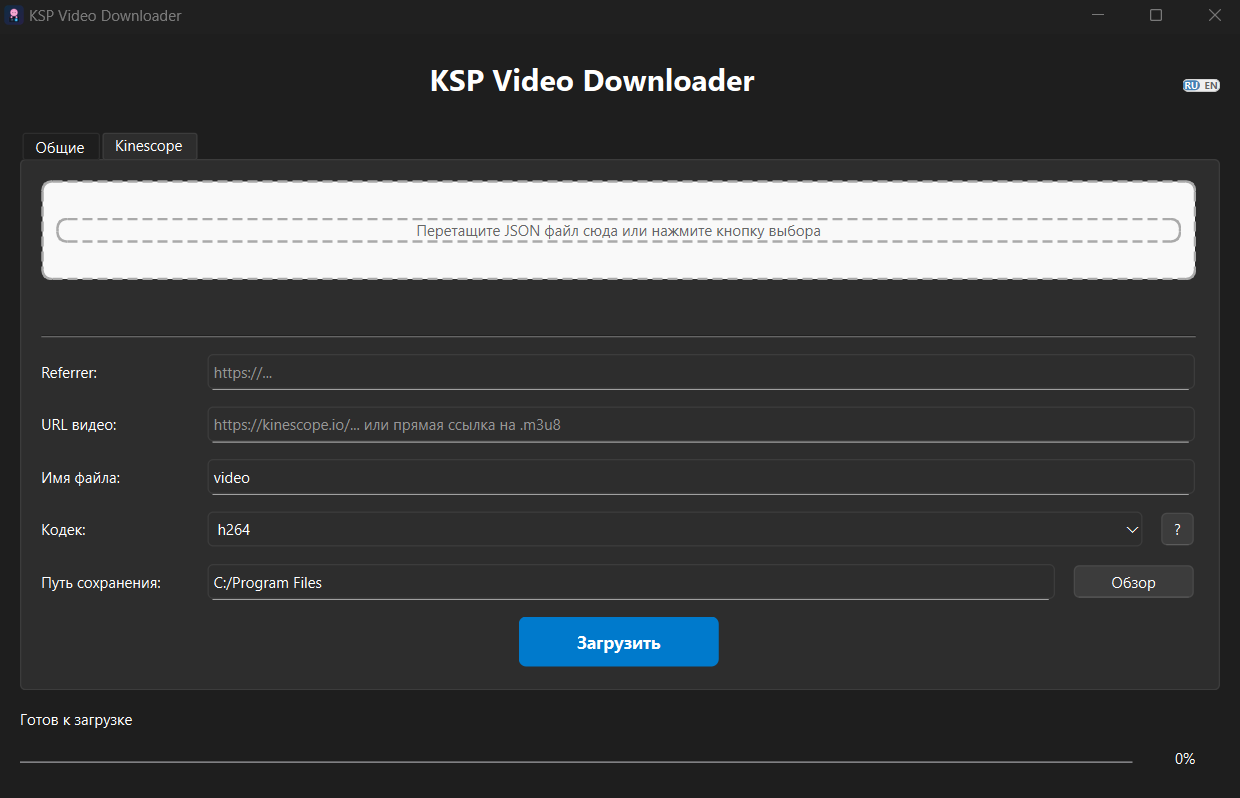 KSP Video Downloader
KSP Video Downloader
RU EN
Общие Kinescope
Перетащите JSON файл сюда или нажмите кнопку выбора
Referrer: https://...
URL видео: https://kinescope.io/... или прямая ссылка на .m3u8
Имя файла: video
Кодек: h264 ?
Путь сохранения: C:/Program Files Обзор
Загрузить
Готов к загрузке
0%